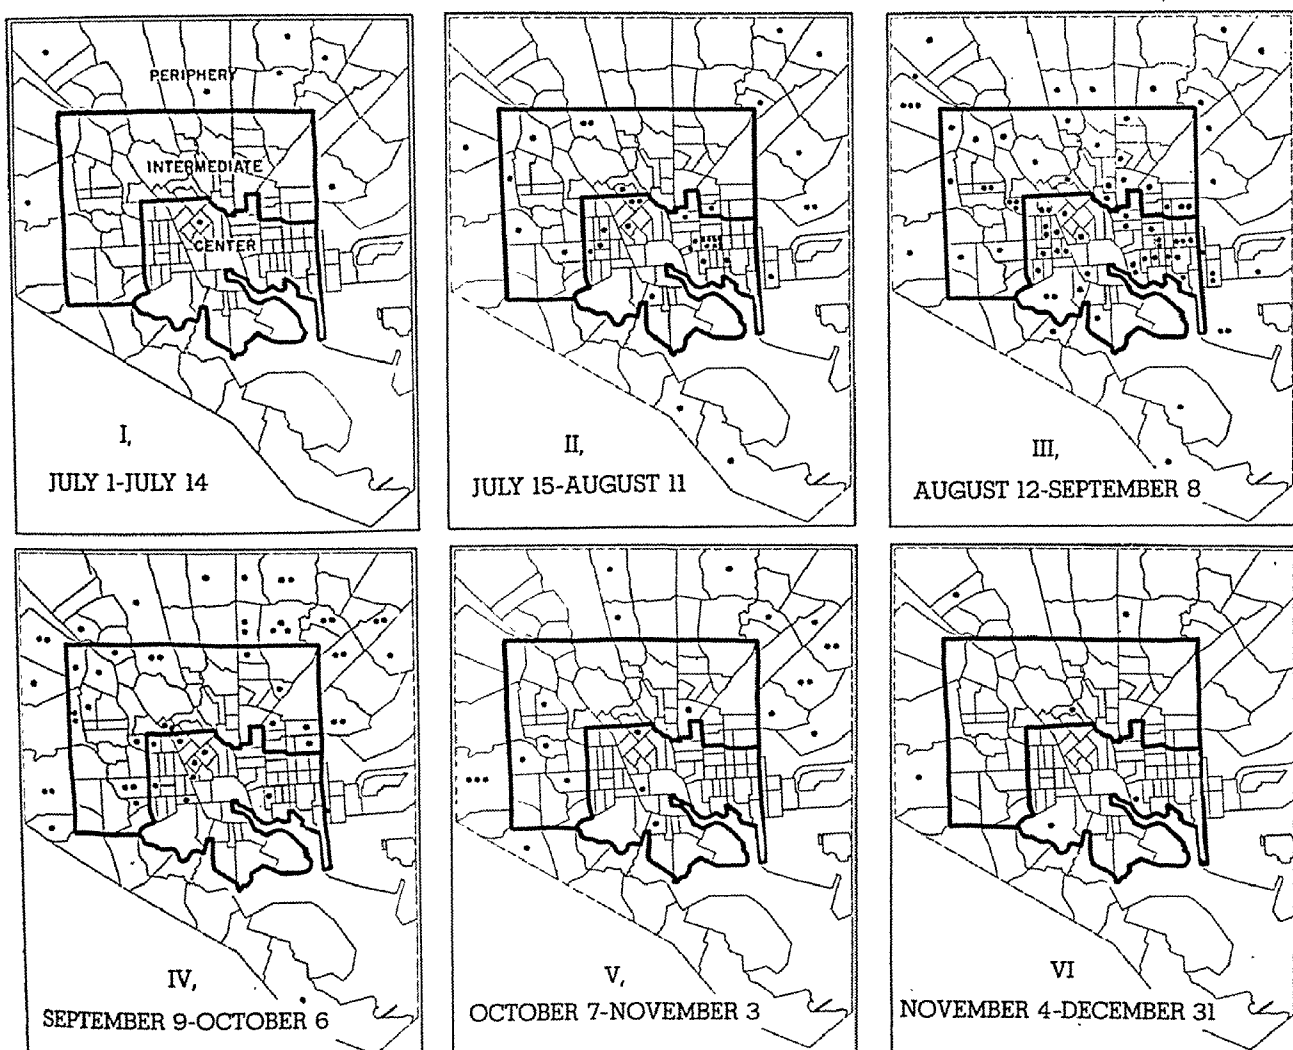 PERIPHERY
INTERMEDIATE
CENTER
I,
JULY 1-JULY 14
II,
JULY 15-AUGUST 11
III,
AUGUST 12-SEPTEMBER 8
IV,
SEPTEMBER 9-OCTOBER 6
V,
OCTOBER 7-NOVEMBER 3
VI
NOVEMBER 4-DECEMBER 31